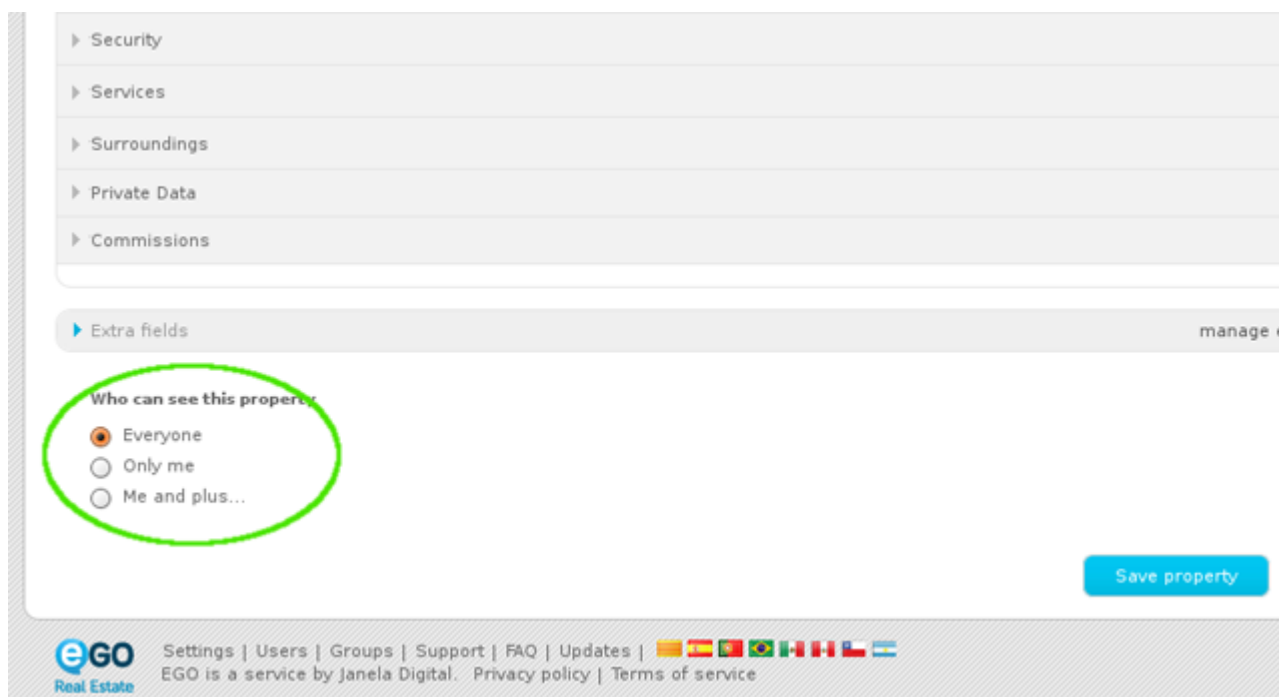 Security
Services
Surroundings
Private Data
Commissions
Extra fields
manage
Who can see this property
Everyone
Only me
Me and plus...
Save property
eGO
Real Estate
Settings | Users | Groups | Support | FAQ | Updates |
EGO is a service by Janela Digital. Privacy policy | Terms of service